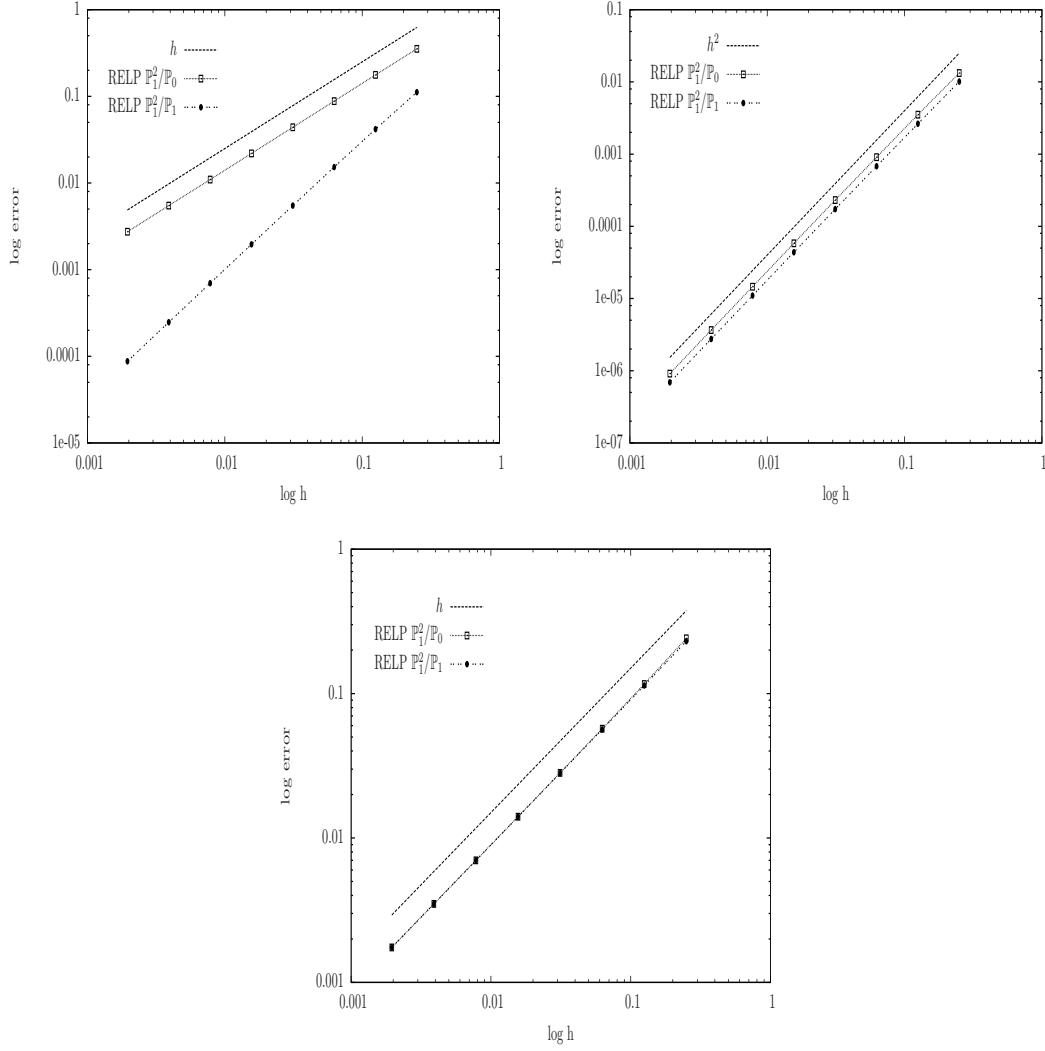 1
0.1
0.01
0.001
0.0001
1e-05
0.001
0.01
0.1
1
log error
log h
h
RELP ℙ₁²/ℙ₀
RELP ℙ₁²/ℙ₁
0.1
0.01
0.001
0.0001
1e-05
1e-06
1e-07
0.001
0.01
0.1
1
log error
log h
h²
RELP ℙ₁²/ℙ₀
RELP ℙ₁²/ℙ₁
1
0.1
0.01
0.001
0.001
0.01
0.1
1
log error
log h
h
RELP ℙ₁²/ℙ₀
RELP ℙ₁²/ℙ₁